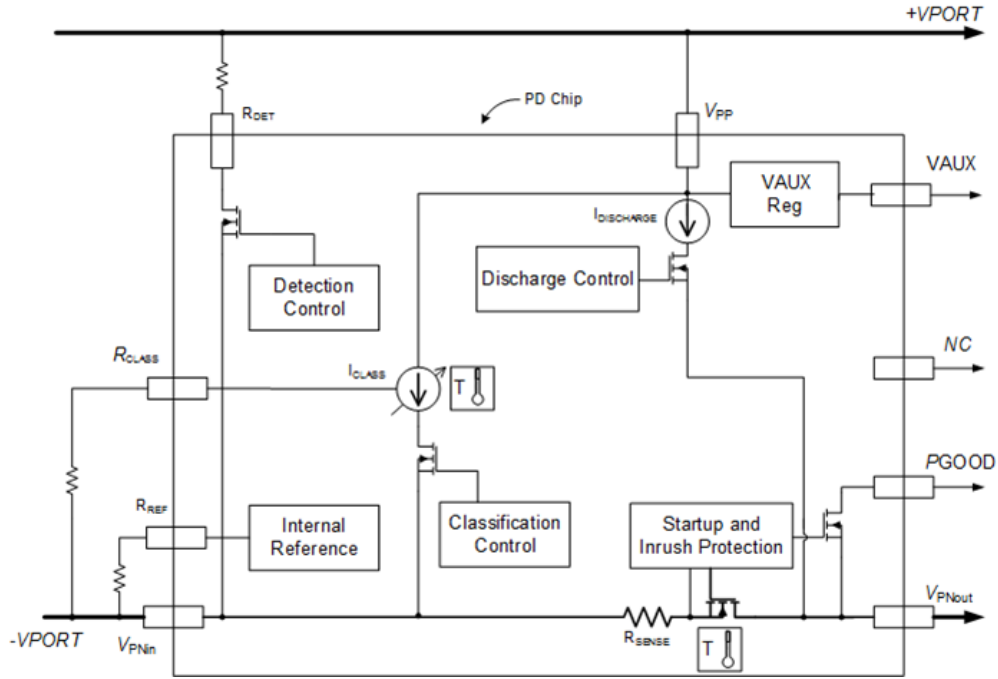 +VPORT
PD Chip
RDET
VPP
VAUX
VAUX
Reg
IDISCHARGE
Detection
Control
Discharge Control
RCLASS
ICLASS
T
NC
PGOOD
RREF
Internal
Reference
Classification
Control
Startup and
Inrush Protection
-VPORT
VPNin
RSENSE
T
VPNout